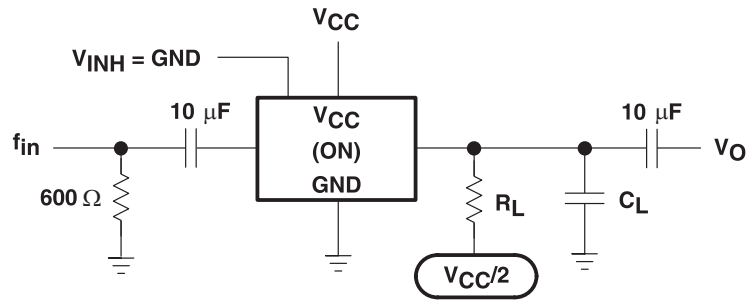 VCC
VINH = GND
10 μF
VCC
10 μF
fin
(ON)
VO
GND
600 Ω
RL
CL
VCC/2